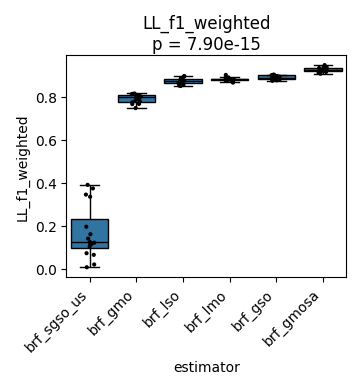 LL_f1_weighted
p = 7.90e-15
LL_f1_weighted
0.8
0.6
0.4
0.2
0.0
brf_sgso_us
brf_gmo
brf_lso
brf_lmo
brf_gso
brf_gmosa
estimator